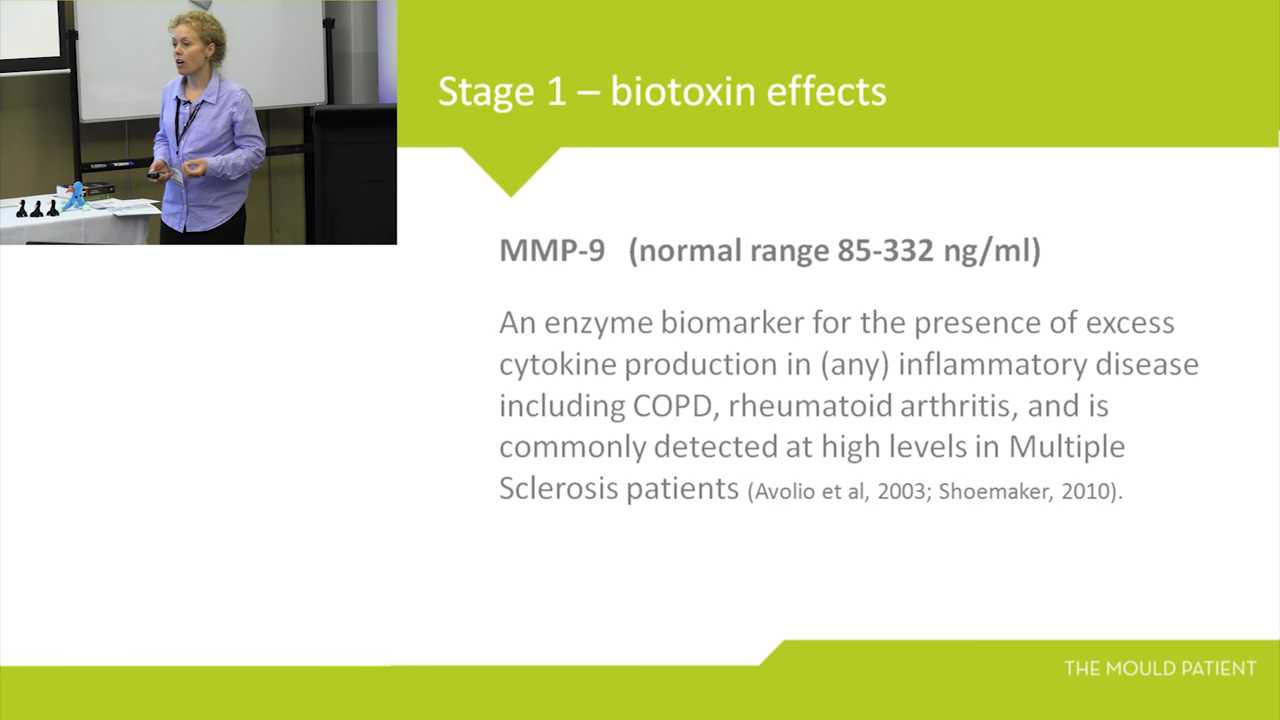 Stage 1 – biotoxin effects
MMP-9 (normal range 85-332 ng/ml)
An enzyme biomarker for the presence of excess
cytokine production in (any) inflammatory disease
including COPD, rheumatoid arthritis, and is
commonly detected at high levels in Multiple
Sclerosis patients (Avolio et al, 2003; Shoemaker, 2010).
THE MOULD PATIENT